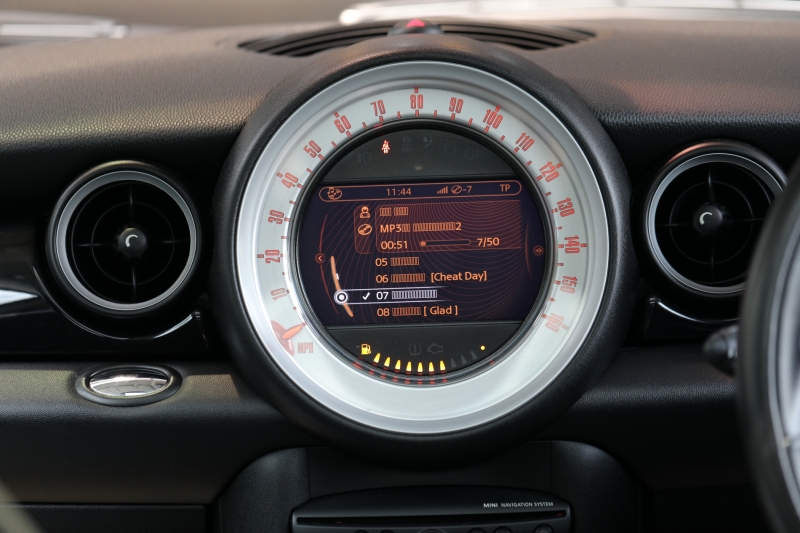 10
20
30
40
50
60
70
80
90
100
110
120
130
140
150
160
MPH
11:44 -7 TP
▯▯ ▯▯
MP3▯▯ ▯▯▯▯▯▯▯▯▯▯2
00:51 7/50
05 ▯▯▯▯▯▯
06 ▯▯▯▯▯▯▯ [Cheat Day]
✓ 07 ▯▯▯▯▯▯▯▯▯▯
08 ▯▯▯▯▯▯ [ Glad ]
MINI NAVIGATION SYSTEM